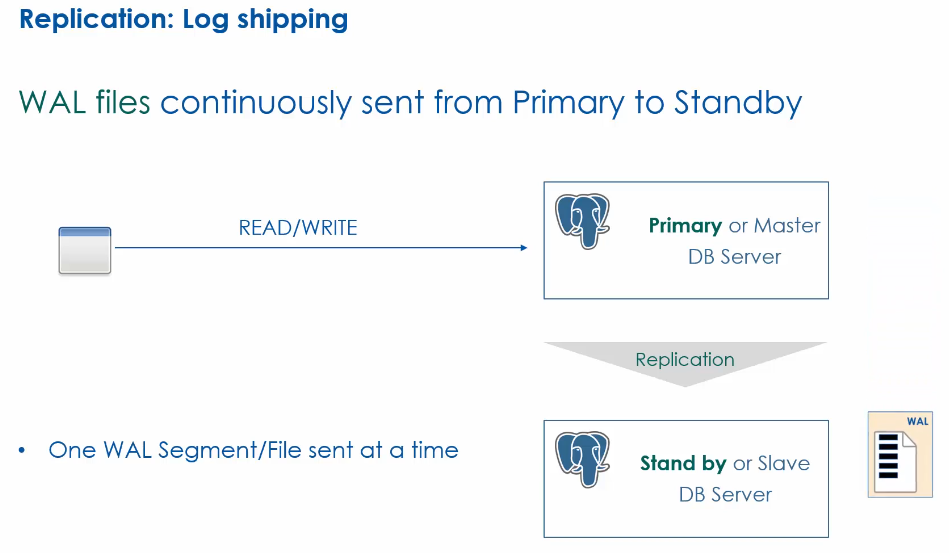 Replication: Log shipping
WAL files continuously sent from Primary to Standby
READ/WRITE
Primary or Master
DB Server
Replication
• One WAL Segment/File sent at a time
Stand by or Slave
DB Server
WAL